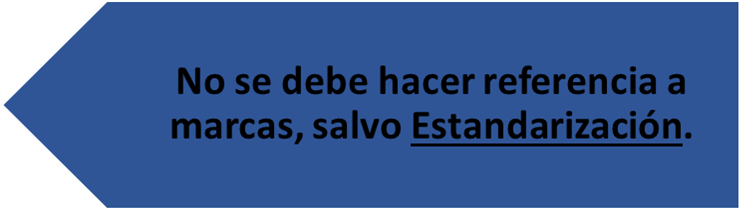 No se debe hacer referencia a
marcas, salvo Estandarización.